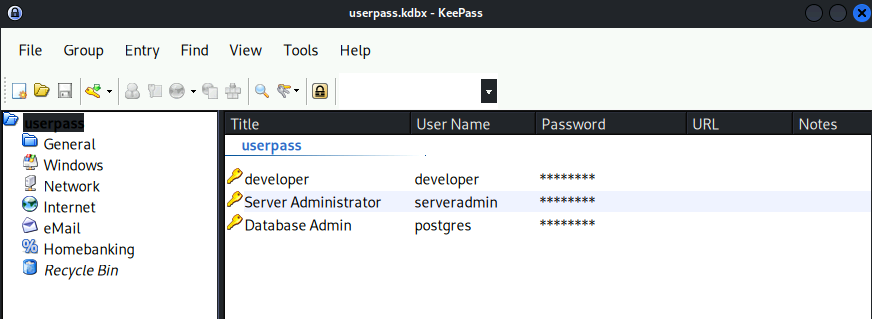 userpass.kdbx - KeePass
File Group Entry Find View Tools Help
userpass
General
Windows
Network
Internet
eMail
Homebanking
Recycle Bin
Title User Name Password URL Notes
userpass
developer developer ********
Server Administrator serveradmin ********
Database Admin postgres ********